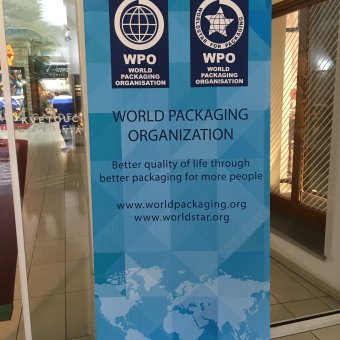 WORLDSTAR FOR PACKAGING
WPO
WORLD
PACKAGING
ORGANISATION
WPO
WORLD
PACKAGING
ORGANISATION
WORLD PACKAGING
ORGANIZATION
Better quality of life through
better packaging for more people
www.worldpackaging.org
www.worldstar.org